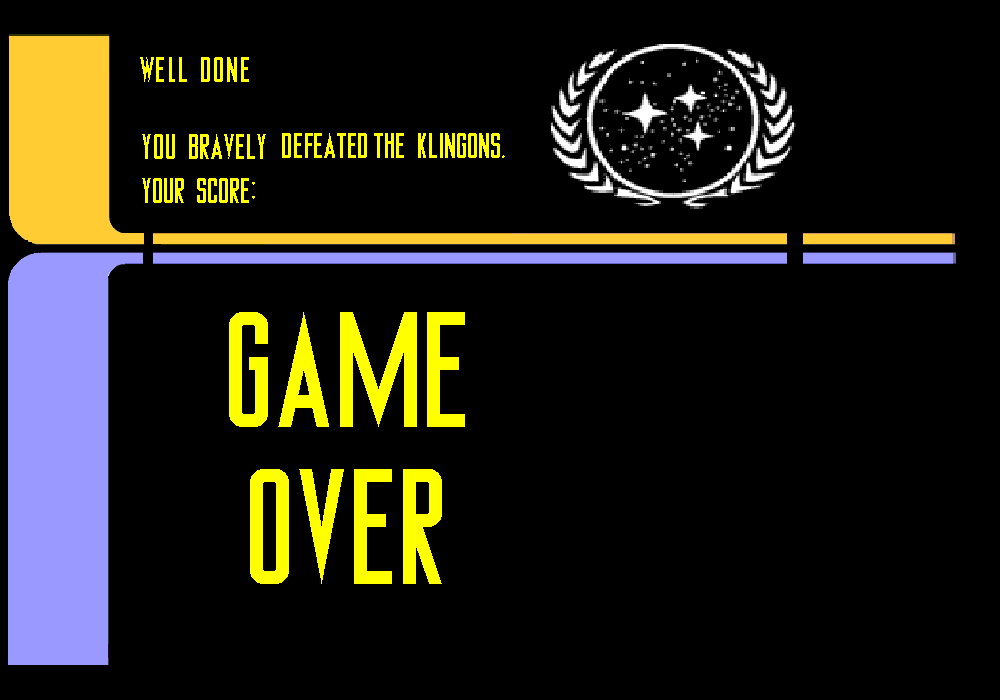 WELL DONE
YOU BRAVELY DEFEATED THE KLINGONS.
YOUR SCORE:
GAME
OVER